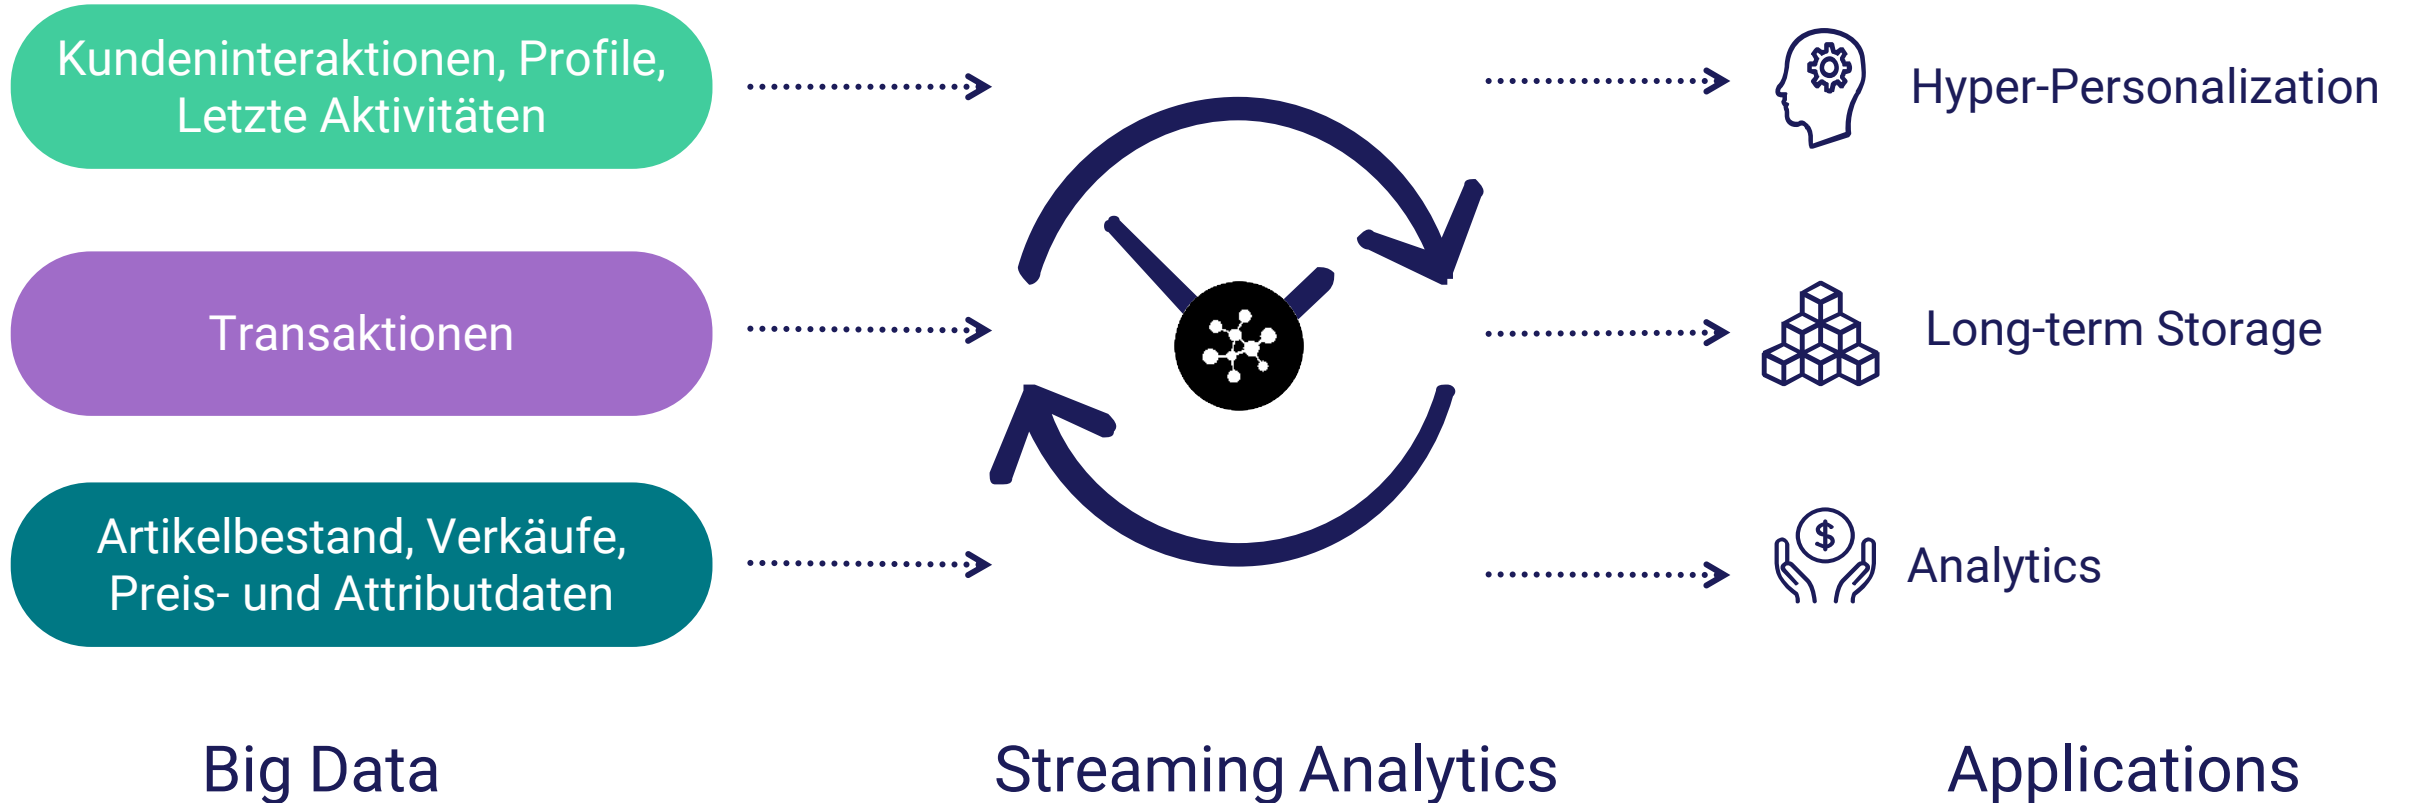 Kundeninteraktionen, Profile,
Letzte Aktivitäten
Transaktionen
Artikelbestand, Verkäufe,
Preis- und Attributdaten
Big Data
Streaming Analytics
$
Hyper-Personalization
Long-term Storage
Analytics
Applications